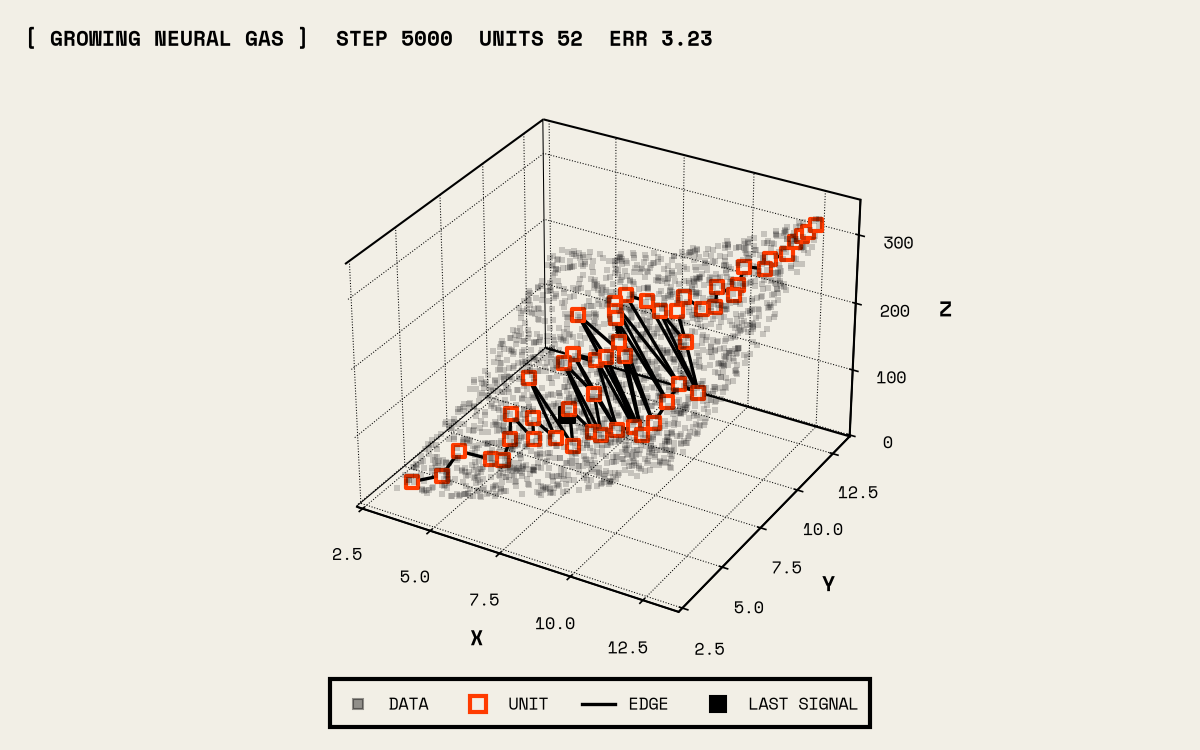 [ GROWING NEURAL GAS ]  STEP 5000  UNITS 52  ERR 3.23
300
200
Z
100
0
12.5
10.0
7.5
Y
5.0
2.5
2.5
5.0
7.5
10.0
12.5
X
DATA  UNIT  EDGE  LAST SIGNAL